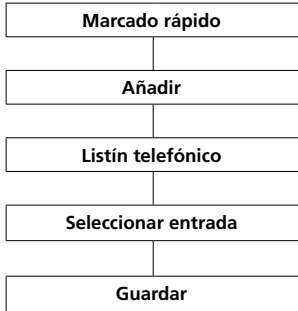 Marcado rápido
Añadir
Listín telefónico
Seleccionar entrada
Guardar